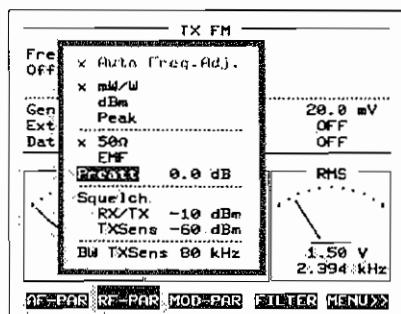 TX FM
Fre
Off
x Auto Freq.Adj.
x mW/W
dBm
Peak
Gen 20.0 mV
Ext OFF
Dat OFF
x 50Ω
EMF
Preatt 0.0 dB
RMS
Squelch
RX/TX -10 dBm
TXSens -60 dBm
BW TXSens 80 kHz
1.50 V
2.394 kHz
AF-PAR RF-PAR MOD-PAR FILTER MENU>>